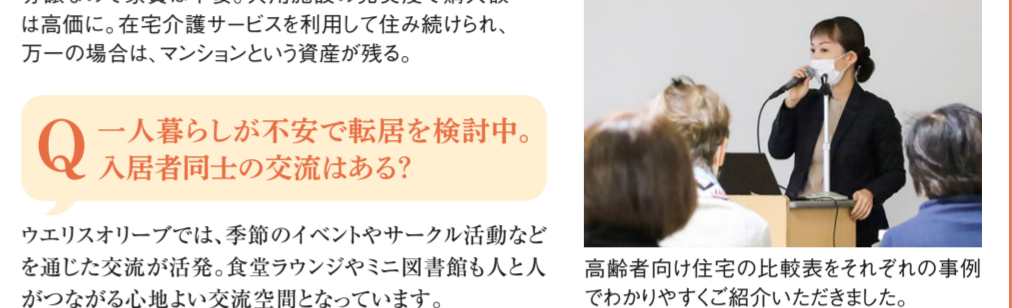 は高価に。在宅介護サービスを利用して住み続けられ、
万一の場合は、マンションという資産が残る。
Q 一人暮らしが不安で転居を検討中。
入居者同士の交流はある?
ウエリスオリーブでは、季節のイベントやサークル活動など
を通じた交流が活発。食堂ラウンジやミニ図書館も人と人
がつながる心地よい交流空間となっています。
高齢者向け住宅の比較表をそれぞれの事例
でわかりやすくご紹介いただきました。